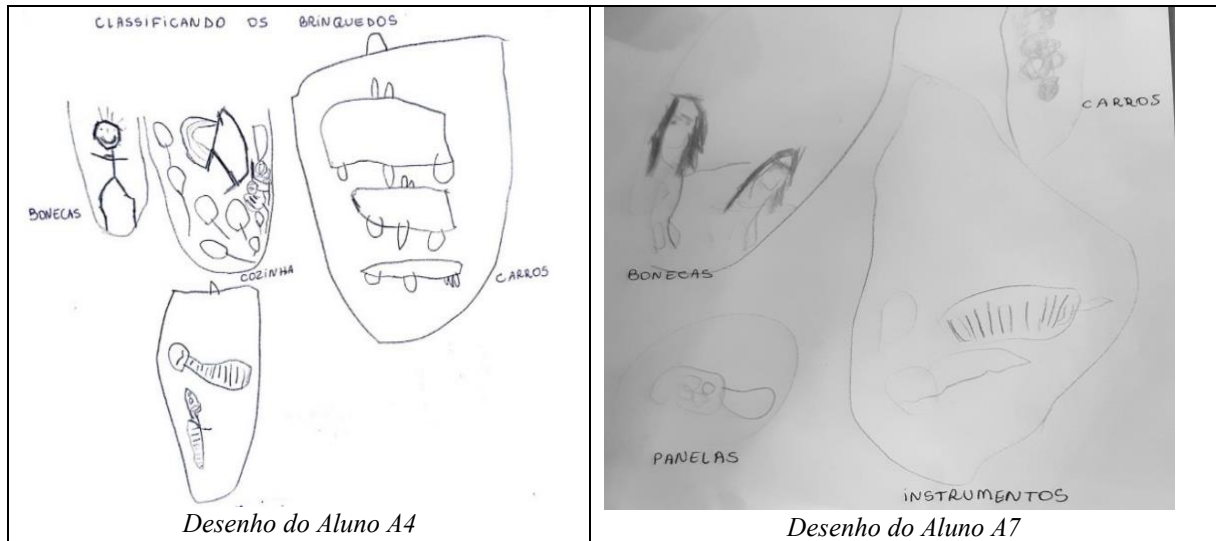 CLASSIFICANDO OS BRINQUEDOS
BONECAS
COZINHA
CARROS
Desenho do Aluno A4
CARROS
BONECAS
PANELAS
INSTRUMENTOS
Desenho do Aluno A7